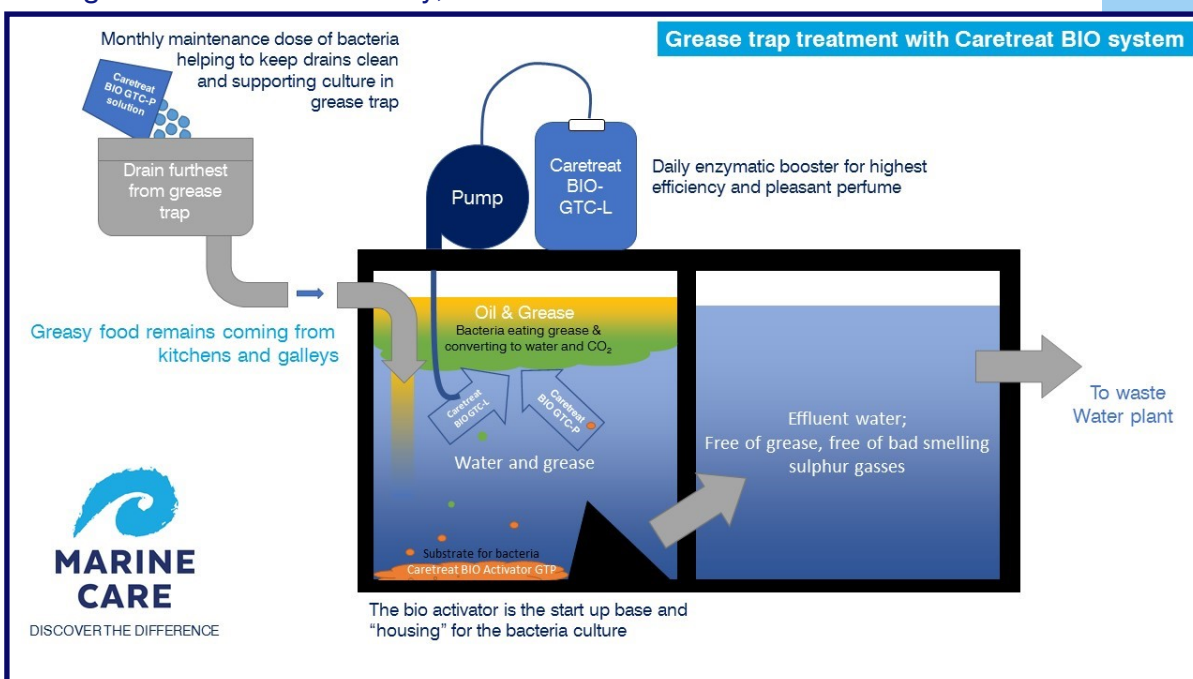 Grease trap treatment with Caretreat BIO system
Monthly maintenance dose of bacteria
helping to keep drains clean
and supporting culture in
grease trap
Caretreat
BIO GTC-P
solution
Drain furthest
from grease
trap
Pump
Caretreat
BIO-
GTC-L
Daily enzymatic booster for highest
efficiency and pleasant perfume
Greasy food remains coming from
kitchens and galleys
Oil & Grease
Bacteria eating grease &
converting to water and CO₂
Caretreat
BIO GTC-L
Caretreat
BIO GTC-P
Water and grease
Substrate for bacteria
Caretreat BIO Activator GTP
Effluent water;
Free of grease, free of bad smelling
sulphur gasses
To waste
Water plant
The bio activator is the start up base and
“housing” for the bacteria culture
MARINE
CARE
DISCOVER THE DIFFERENCE